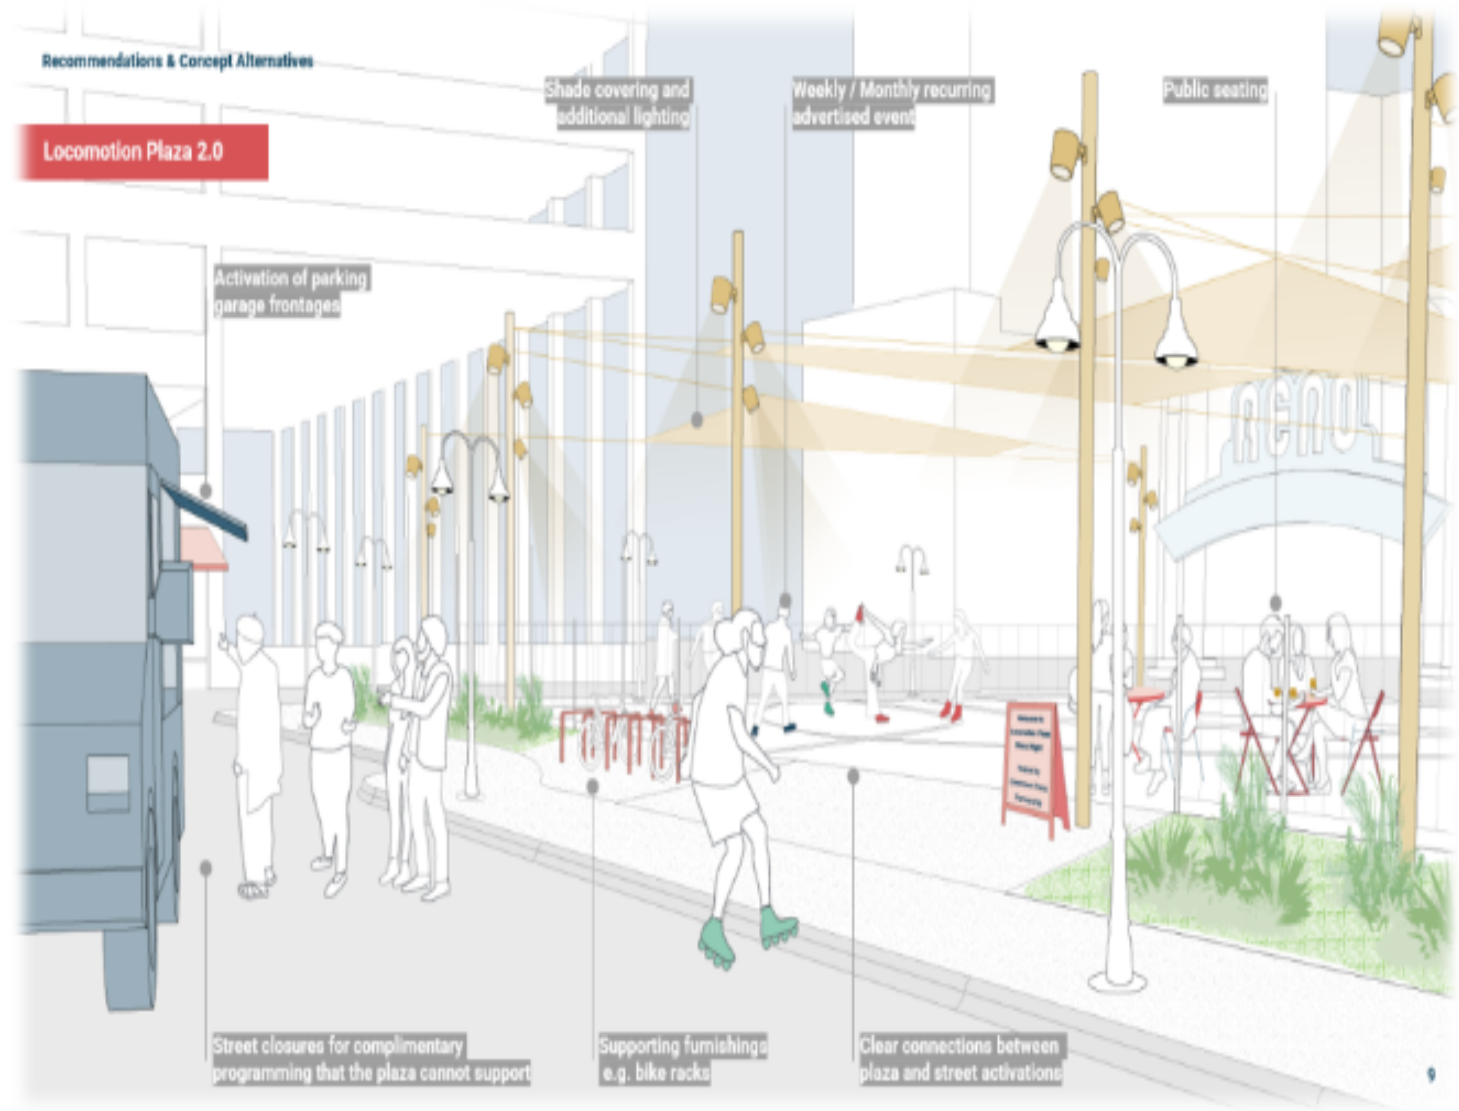 Recommendations & Concept Alternatives
Locomotion Plaza 2.0
Shade covering and
additional lighting
Weekly / Monthly recurring
advertised event
Public seating
Activation of parking
garage frontages
RENO
Street closures for complimentary
programming that the plaza cannot support
Supporting furnishings
e.g. bike racks
Clear connections between
plaza and street activations
9